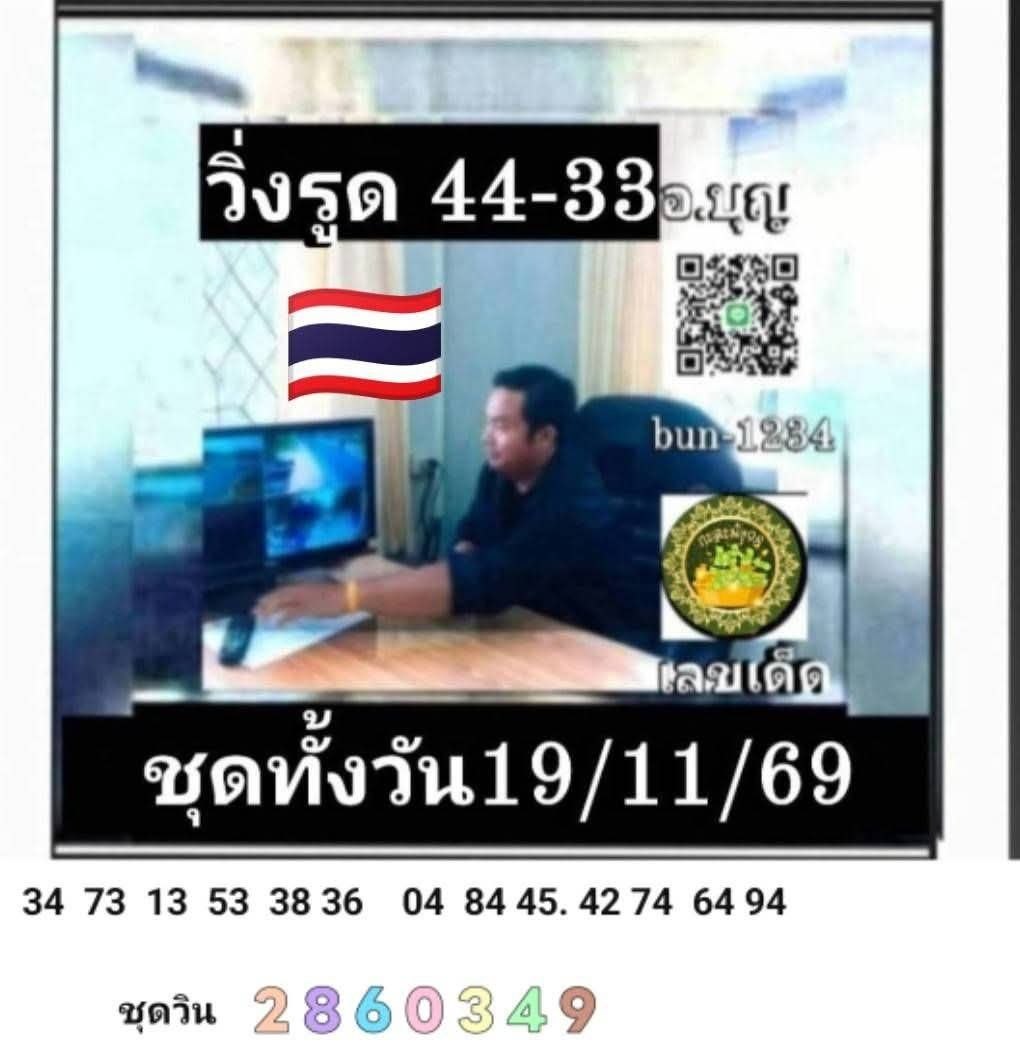 วิ่งรูด 44-33
อ.บุญ
bun-1234
เลขเด็ด
ชุดทั้งวัน19/11/69
34 73 13 53 38 36 04 84 45. 42 74 64 94
ชุดวิน 2860349